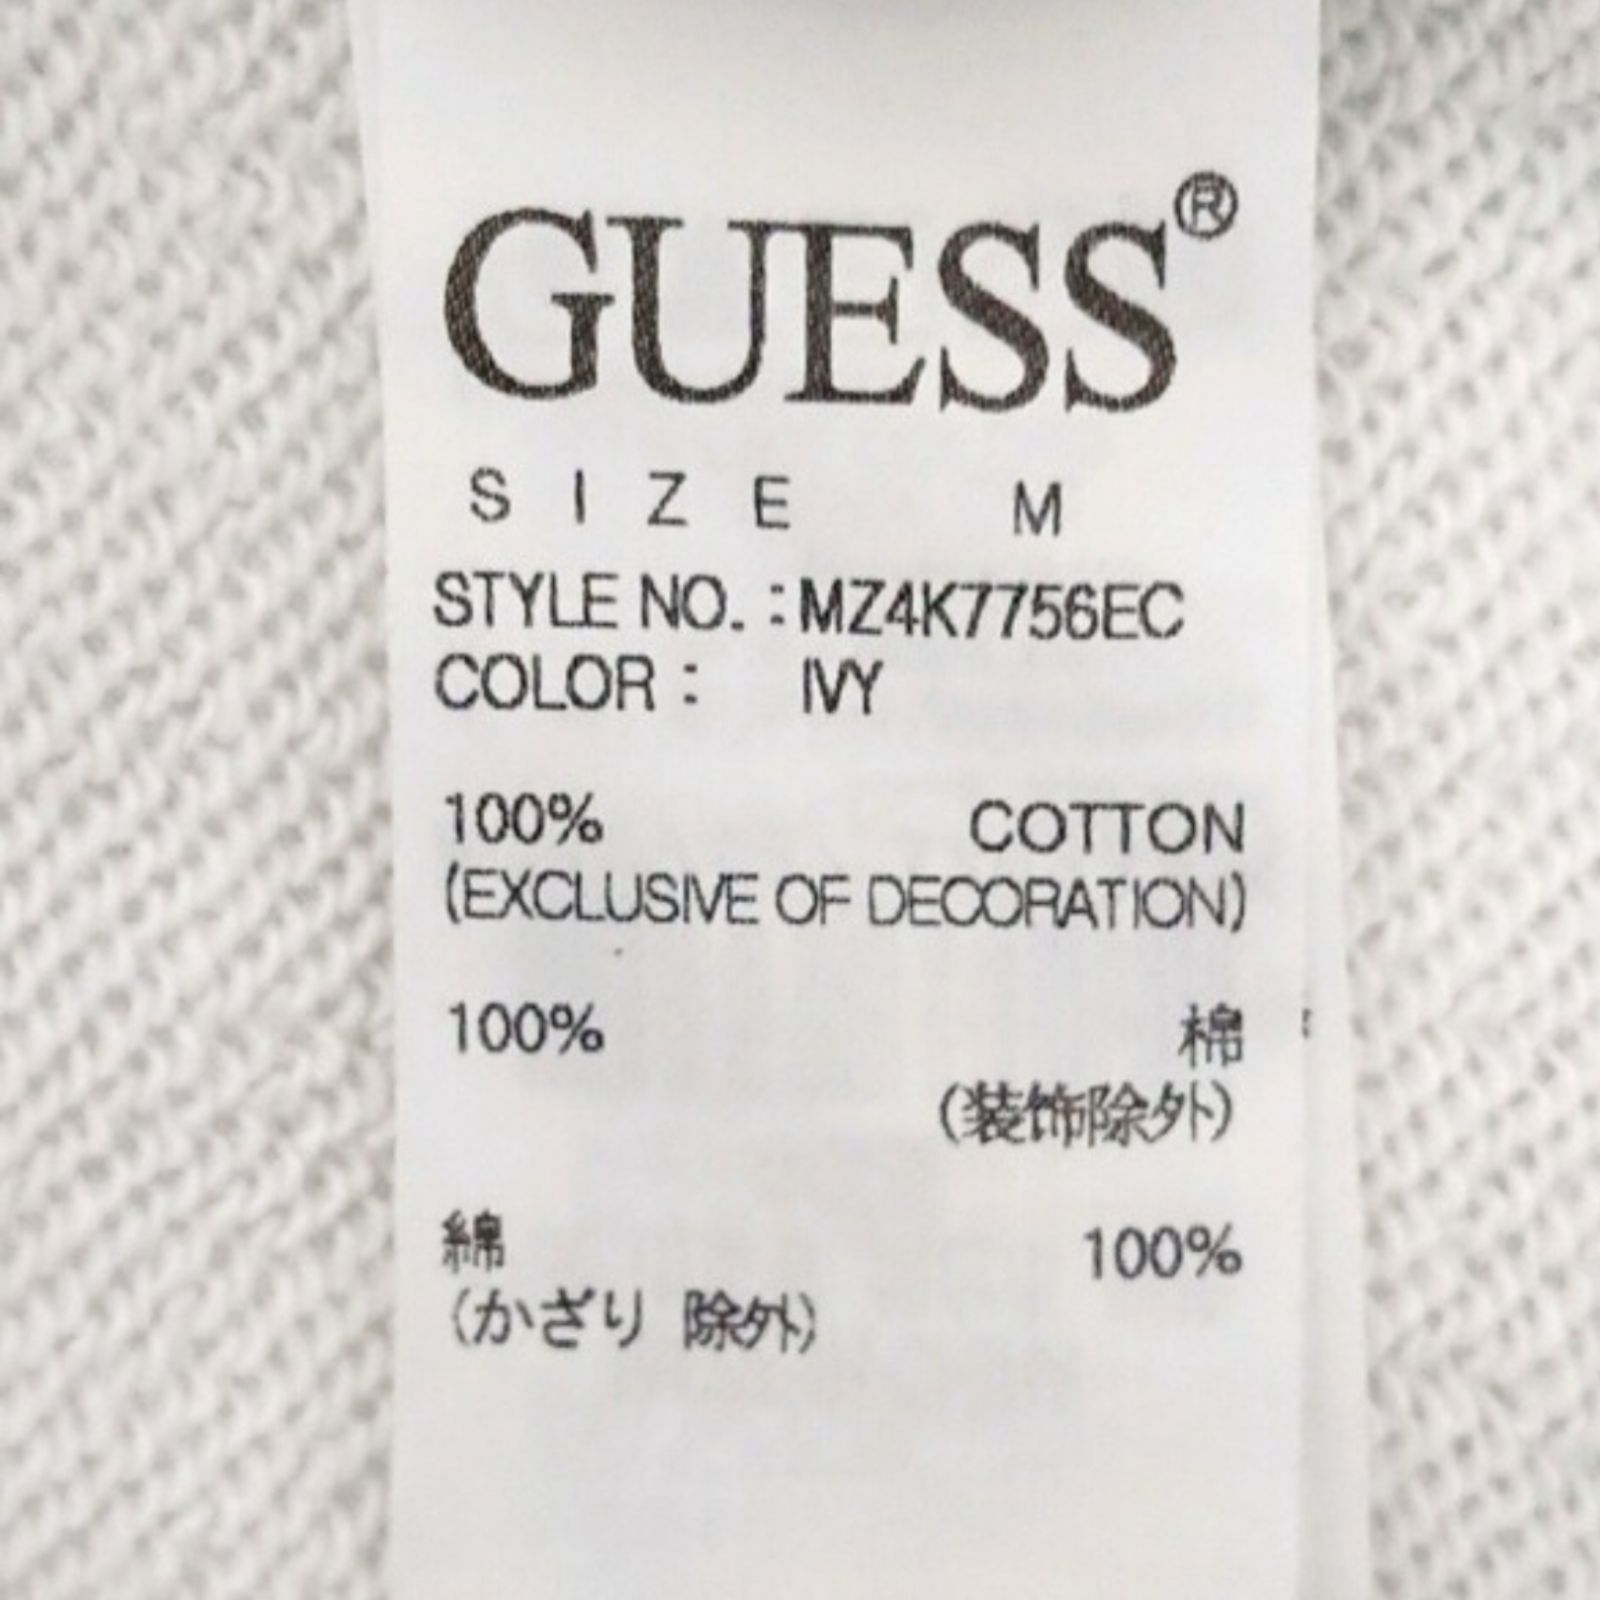 GUESS®
SIZE M
STYLE NO. : MZ4K7756EC
COLOR : IVY
100% COTTON
(EXCLUSIVE OF DECORATION)
100% 棉
(装饰除外)
綿 100%
(かざり 除外)